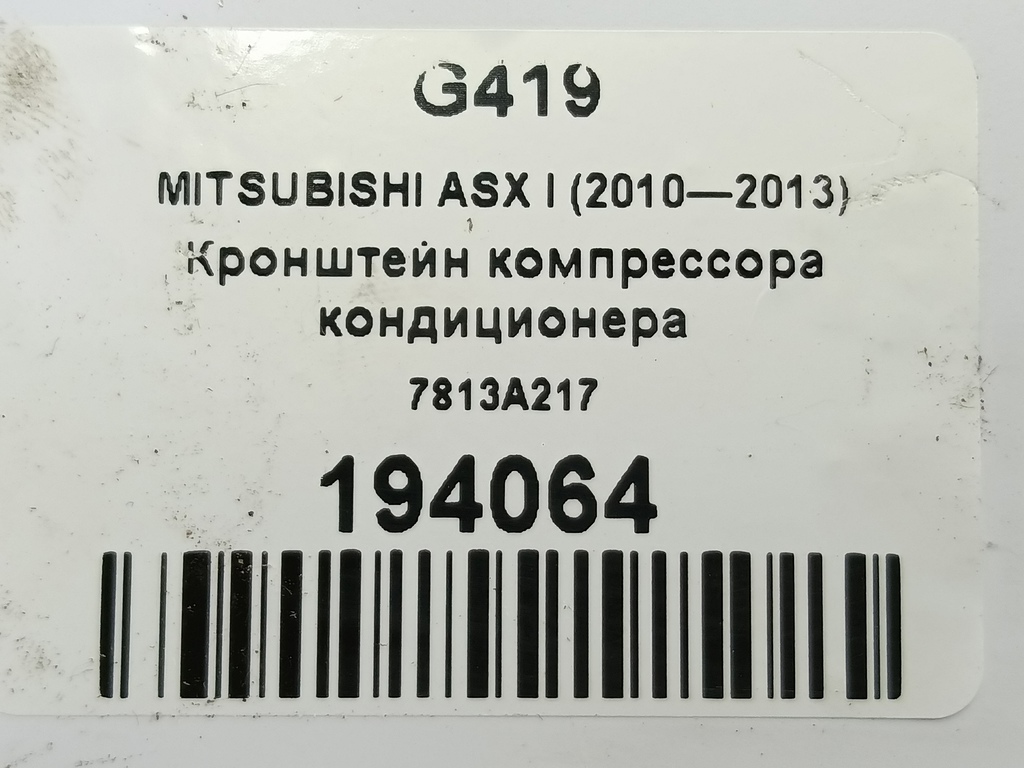 G419
MITSUBISHI ASX I (2010—2013)
Кронштейн компрессора
кондиционера
7813A217
194064